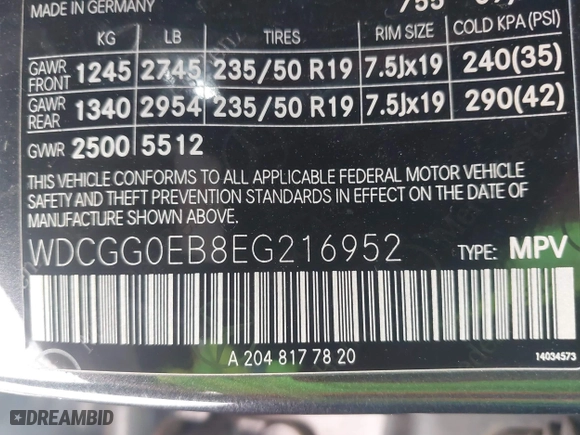 MADE IN GERMANY
KG LB TIRES RIM SIZE COLD KPA (PSI)
GAWR FRONT 1245 2745 235/50 R19 7.5Jx19 240(35)
GAWR REAR 1340 2954 235/50 R19 7.5Jx19 290(42)
GVWR 2500 5512
THIS VEHICLE CONFORMS TO ALL APPLICABLE FEDERAL MOTOR VEHICLE
SAFETY AND THEFT PREVENTION STANDARDS IN EFFECT ON THE DATE OF
MANUFACTURE SHOWN ABOVE.
WDCGG0EB8EG216952 TYPE: MPV
A 204 817 78 20
14034573
DREAMBID